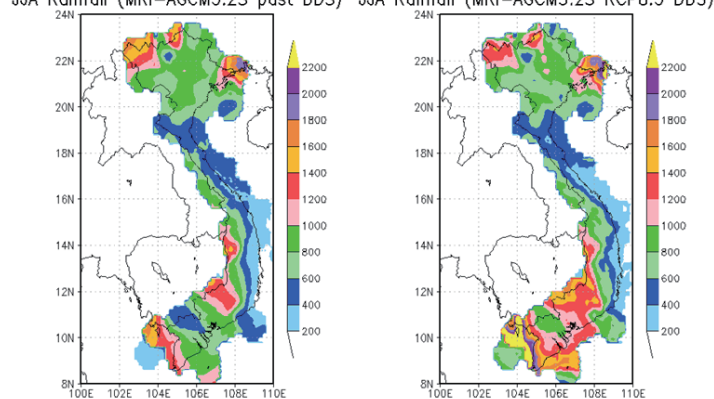 JJA Rainfall (MRI-AGCM3.2S past DDS) JJA Rainfall (MRI-AGCM3.2S RCP8.5 DDS)
24N 24N
22N 2200 22N 2200
2000 2000
20N 1800 20N 1800
1600 1600
18N 1400 18N 1400
16N 1200 16N 1200
1000 1000
14N 800 14N 800
600 600
12N 400 12N 400
10N 200 10N 200
8N 8N
100E 102E 104E 106E 108E 110E 100E 102E 104E 106E 108E 110E